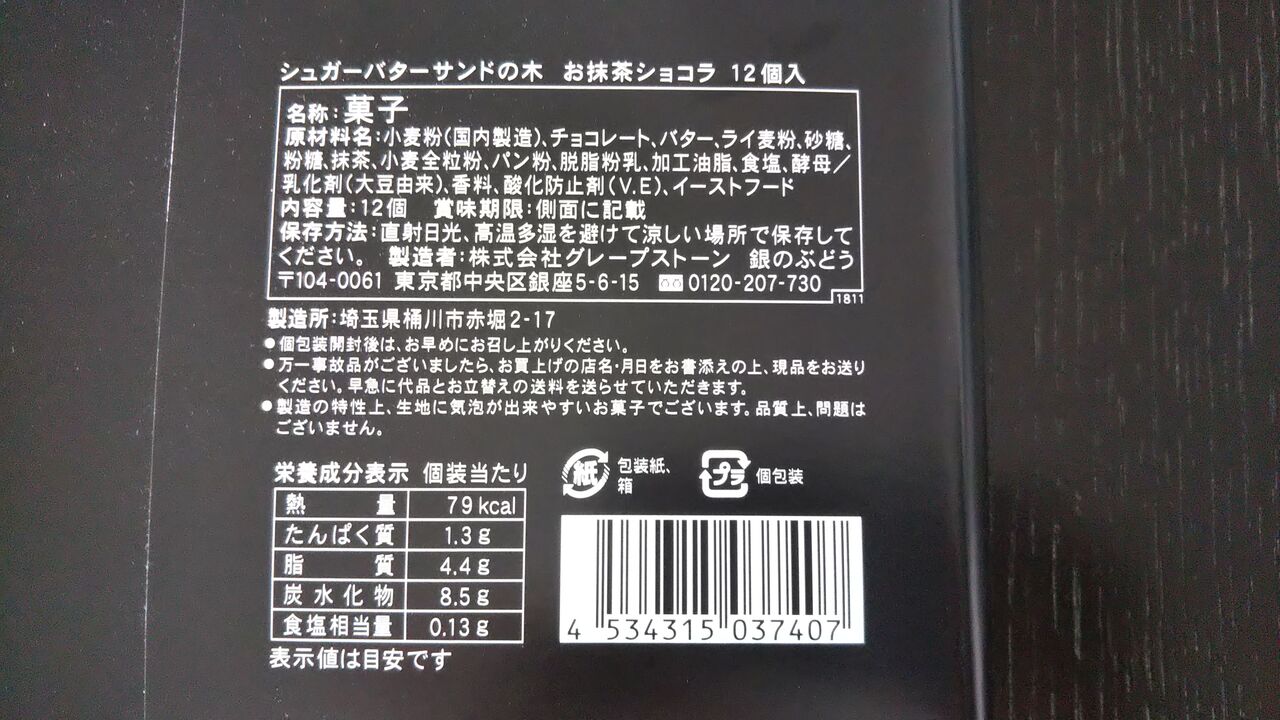 シュガーバターサンドの木 お抹茶ショコラ 12個入
名称:菓子
原材料名:小麦粉(国内製造)、チョコレート、バター、ライ麦粉、砂糖、
粉糖、抹茶、小麦全粒粉、パン粉、脱脂粉乳、加工油脂、食塩、酵母/
乳化剤(大豆由来)、香料、酸化防止剤(V.E)、イーストフード
内容量:12個 賞味期限:側面に記載
保存方法:直射日光、高温多湿を避けて涼しい場所で保存して
ください。 製造者:株式会社グレープストーン 銀のぶどう
〒104-0061 東京都中央区銀座5-6-15 0120-207-730
1811
製造所:埼玉県桶川市赤堀2-17
●個包装開封後は、お早めにお召し上がりください。
●万一事故品がございましたら、お買上げの店名・月日をお書添えの上、現品をお送り
ください。早急に代品とお立替えの送料を送らせていただきます。
●製造の特性上、生地に気泡が出来やすいお菓子でございます。品質上、問題は
ございません。
栄養成分表示 個装当たり
熱量 79kcal
たんぱく質 1.3g
脂質 4.4g
炭水化物 8.5g
食塩相当量 0.13g
表示値は目安です
紙 包装紙、
箱
プラ 個包装
4 534315 037407